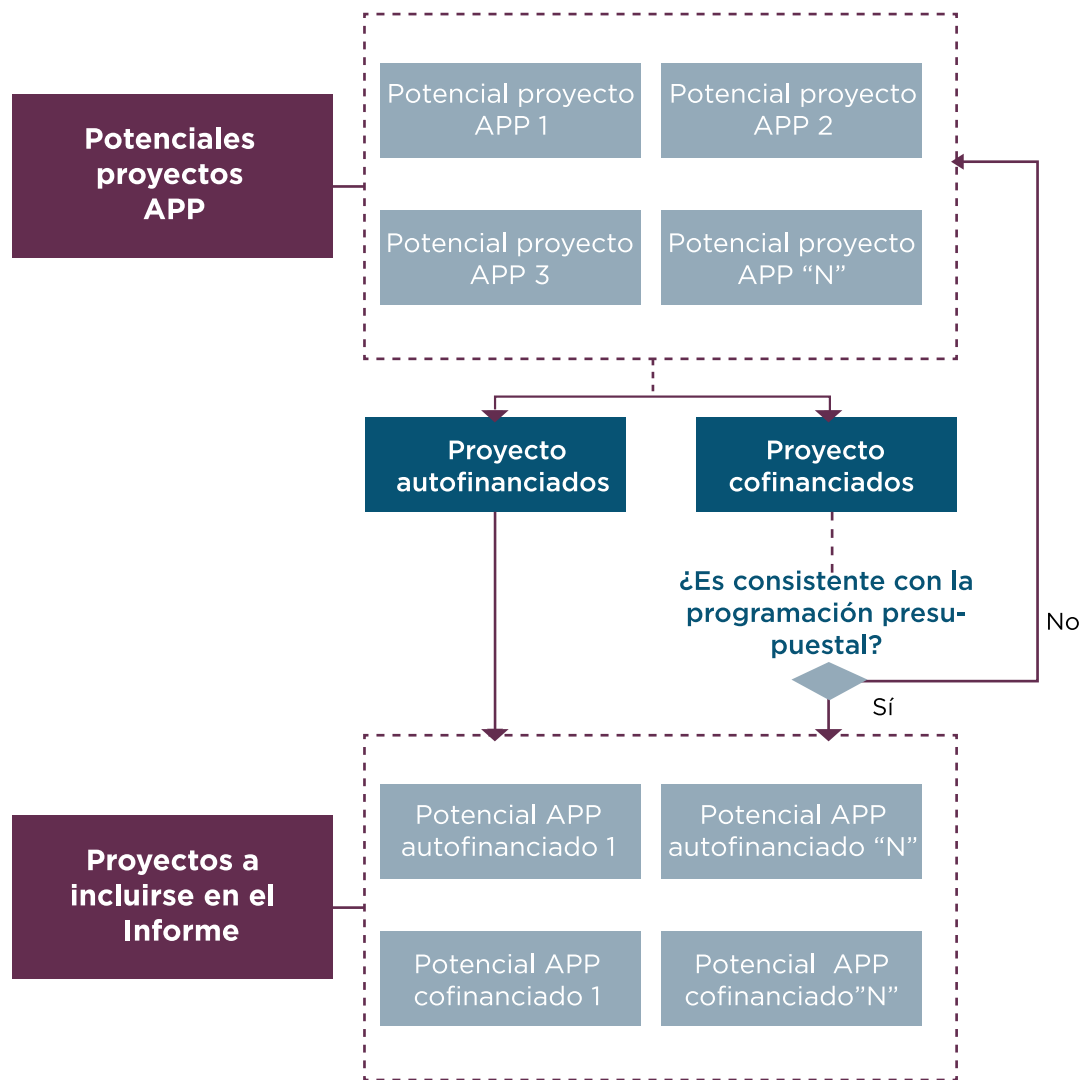 Potenciales
proyectos
APP
Potencial proyecto
APP 1
Potencial proyecto
APP 2
Potencial proyecto
APP 3
Potencial proyecto
APP “N”
Proyecto
autofinanciados
Proyecto
cofinanciados
¿Es consistente con la
programación presu-
puestal?
No
Sí
Proyectos a
incluirse en el
Informe
Potencial APP
autofinanciado 1
Potencial APP
autofinanciado “N”
Potencial APP
cofinanciado 1
Potencial APP
cofinanciado”N”